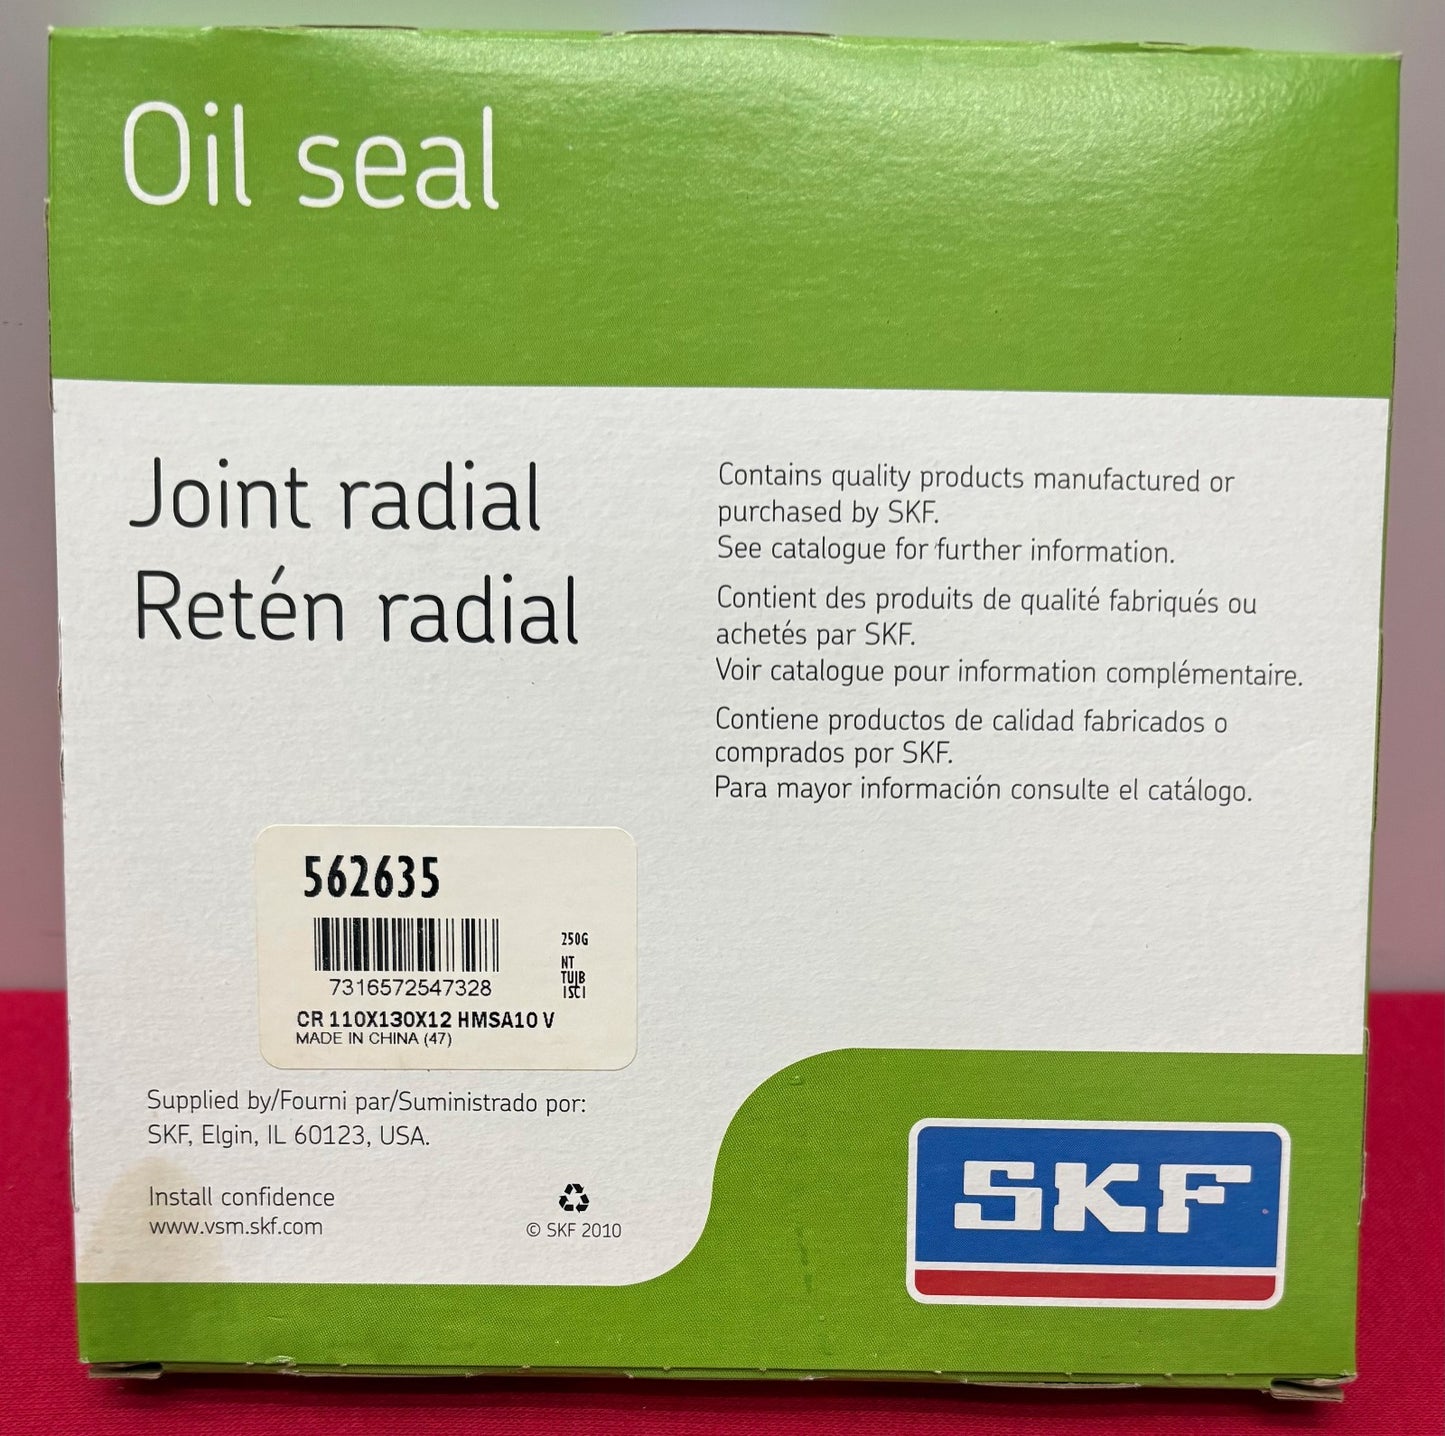 Oil seal
Joint radial
Retén radial
Contains quality products manufactured or
purchased by SKF.
See catalogue for further information.
Contient des produits de qualité fabriqués ou
achetés par SKF.
Voir catalogue pour information complémentaire.
Contiene productos de calidad fabricados o
comprados por SKF.
Para mayor información consulte el catálogo.
562635
250G
NT
7316572547328
CR 110X130X12 HMSA10 V
MADE IN CHINA (47)
Supplied by/Fourni par/Suministrado por:
SKF, Elgin, IL 60123, USA.
Install confidence
www.vsm.skf.com
© SKF 2010
SKF